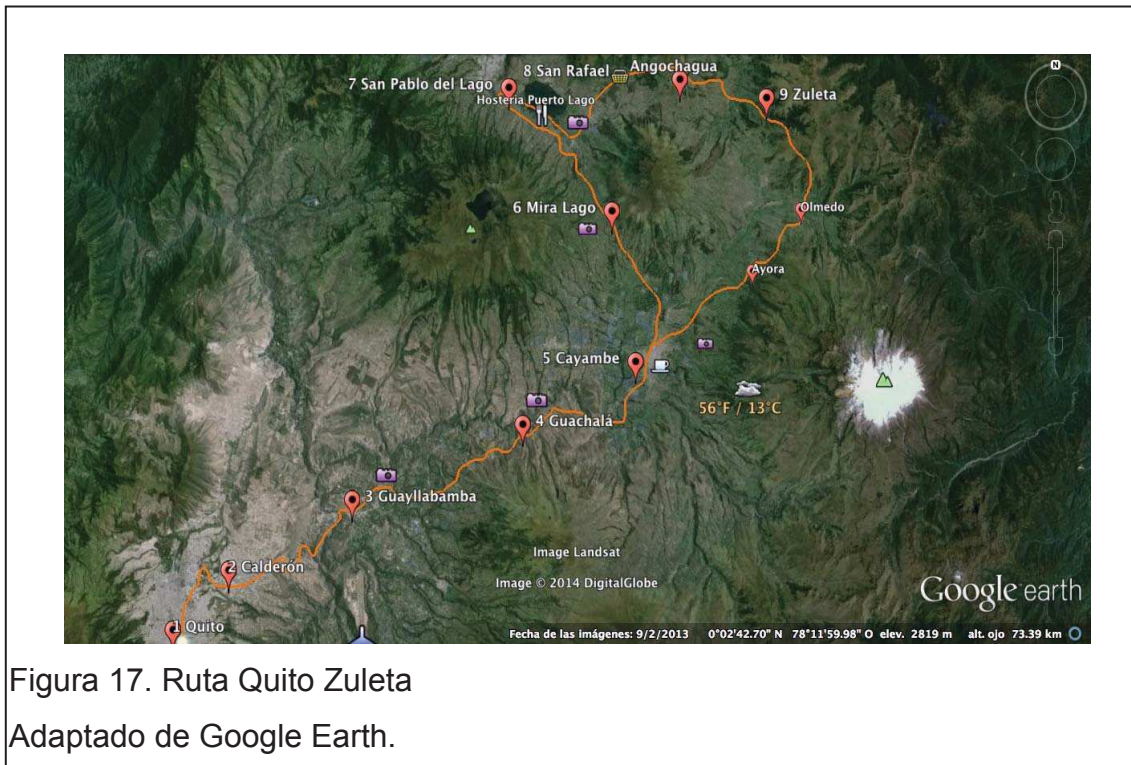 N
8 San Rafael
Angochagua
7 San Pablo del Lago
Hosteria Puerto Lago
9 Zuleta
6 Mira Lago
Olmedo
Ayora
5 Cayambe
56°F / 13°C
4 Guachalá
3 Guayllabamba
Image Landsat
2 Calderón
Image © 2014 DigitalGlobe
Google earth
1 Quito
Fecha de las imágenes: 9/2/2013 0°02'42.70" N 78°11'59.98" O elev. 2819 m alt. ojo 73.39 km
Figura 17. Ruta Quito Zuleta
Adaptado de Google Earth.